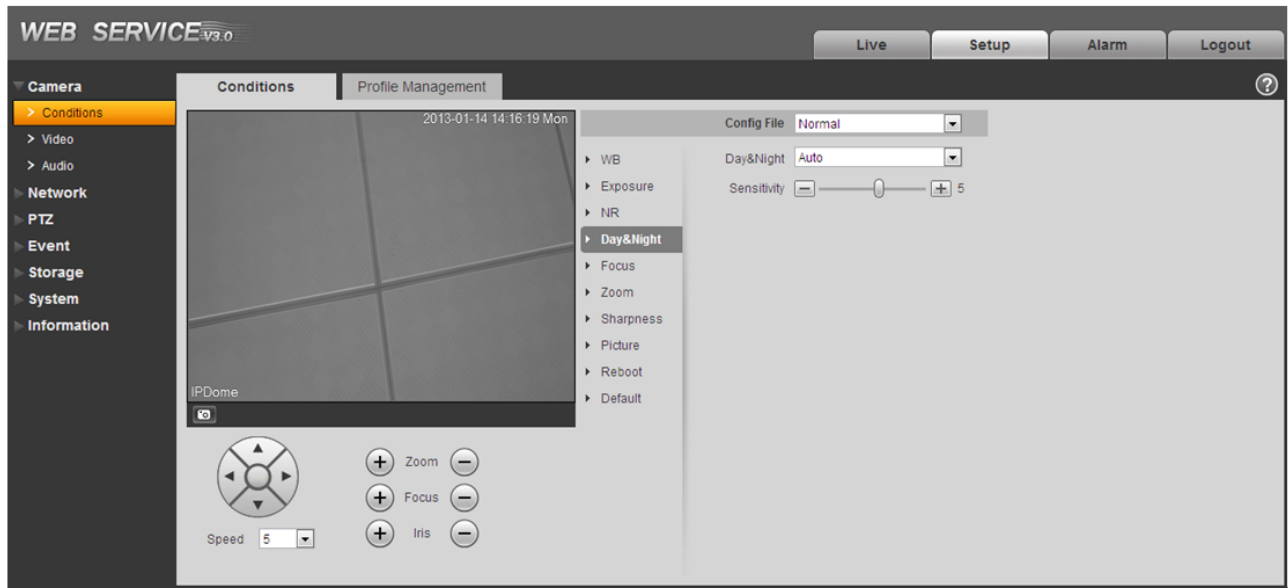 WEB SERVICE V3.0
Live
Setup
Alarm
Logout
Camera
Conditions
Video
Audio
Network
PTZ
Event
Storage
System
Information
Conditions
Profile Management
?
2013-01-14 14:16:19 Mon
IPDome
WB
Exposure
NR
Day&Night
Focus
Zoom
Sharpness
Picture
Reboot
Default
Config File Normal
Day&Night Auto
Sensitivity 5
Zoom
Focus
Iris
Speed 5